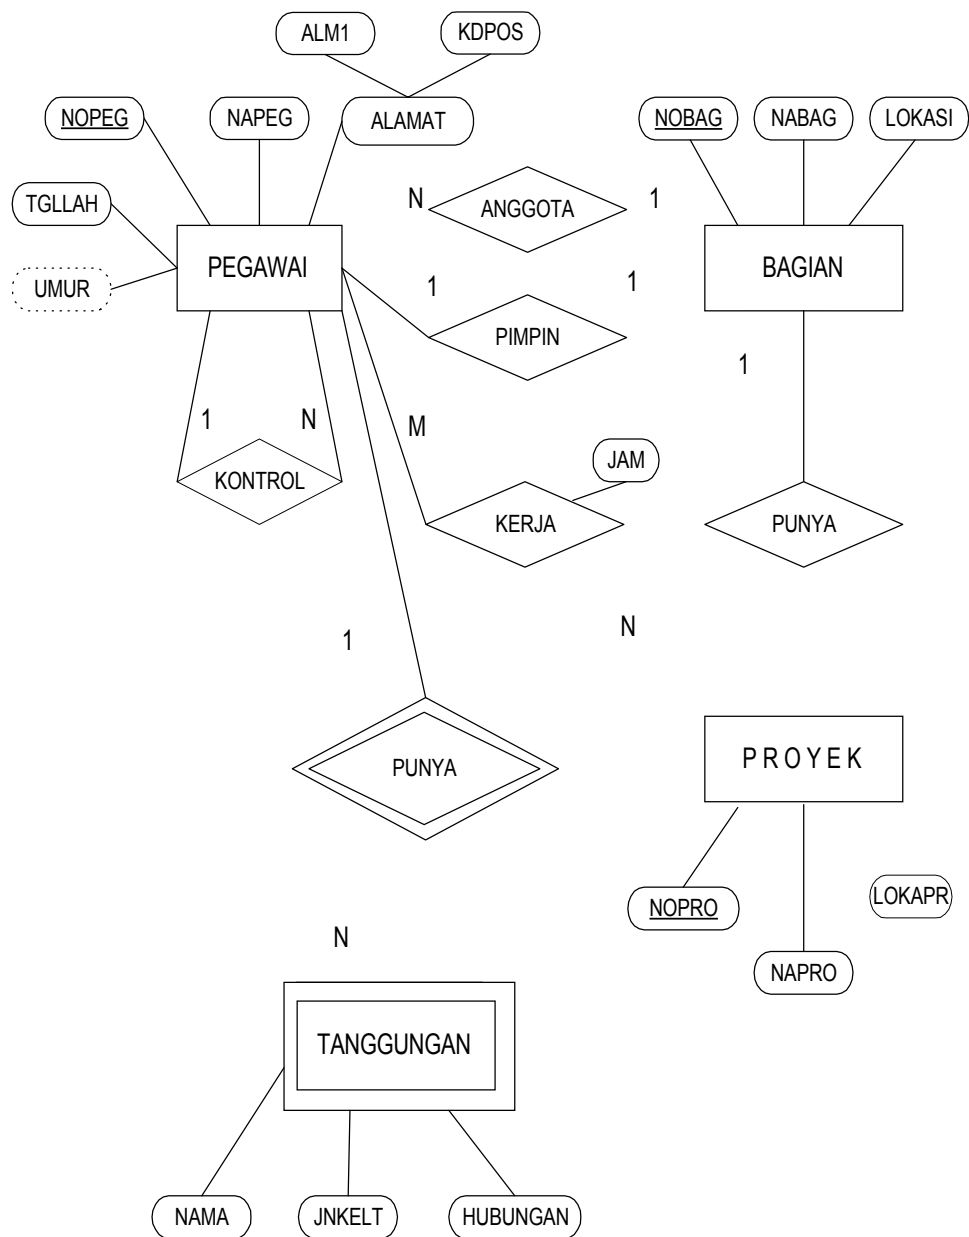 ALM1
KDPOS
NOPEG
NAPEG
ALAMAT
NOBAG
NABAG
LOKASI
TGLLAH
N
ANGGOTA
1
PEGAWAI
BAGIAN
UMUR
1
1
PIMPIN
1
1
N
M
JAM
KONTROL
KERJA
PUNYA
1
N
PUNYA
PROYEK
NOPRO
LOKAPR
N
NAPRO
TANGGUNGAN
NAMA
JNKELT
HUBUNGAN